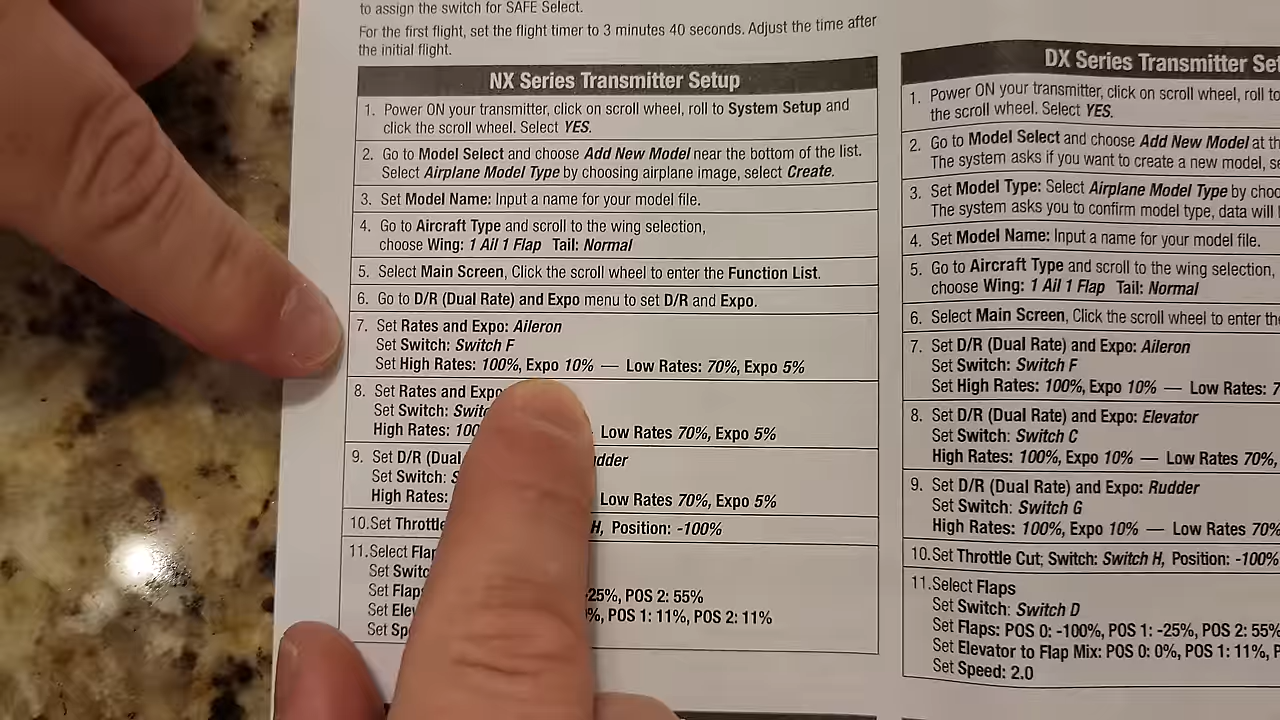 to assign the switch for SAFE Select.
For the first flight, set the flight timer to 3 minutes 40 seconds. Adjust the time after
the initial flight.
NX Series Transmitter Setup
1. Power ON your transmitter, click on scroll wheel, roll to System Setup and
click the scroll wheel. Select YES.
2. Go to Model Select and choose Add New Model near the bottom of the list.
Select Airplane Model Type by choosing airplane image, select Create.
3. Set Model Name: Input a name for your model file.
4. Go to Aircraft Type and scroll to the wing selection,
choose Wing: 1 Ail 1 Flap Tail: Normal
5. Select Main Screen, Click the scroll wheel to enter the Function List.
6. Go to D/R (Dual Rate) and Expo menu to set D/R and Expo.
7. Set Rates and Expo: Aileron
Set Switch: Switch F
Set High Rates: 100%, Expo 10% — Low Rates: 70%, Expo 5%
8. Set Rates and Expo
Set Switch:
High Rates: Low Rates 70%, Expo 5%
9. Set D/R (Dual
Set Switch:
High Rates: Low Rates 70%, Expo 5%
10. Set Throttle H, Position: -100%
11. Select
Set
Set 25%, POS 2: 55%
Set POS 1: 11%, POS 2: 11%
Set
DX Series Transmitter
1. Power ON your transmitter, click on scroll wheel, roll to
the scroll wheel. Select YES.
2. Go to Model Select and choose Add New Model at
The system asks if you want to create a new model,
3. Set Model Type: Select Airplane Model Type by
The system asks you to confirm model type, data will
4. Set Model Name: Input a name for your model file.
5. Go to Aircraft Type and scroll to the wing selection,
choose Wing: 1 Ail 1 Flap Tail: Normal
6. Select Main Screen, Click the scroll wheel to enter
7. Set D/R (Dual Rate) and Expo: Aileron
Set Switch: Switch F
Set High Rates: 100%, Expo 10% — Low Rates:
8. Set D/R (Dual Rate) and Expo: Elevator
Set Switch: Switch C
High Rates: 100%, Expo 10% — Low Rates 70%,
9. Set D/R (Dual Rate) and Expo: Rudder
Set Switch: Switch G
High Rates: 100%, Expo 10% — Low Rates 70%
10. Set Throttle Cut; Switch: Switch H, Position: -100%
11. Select Flaps
Set Switch: Switch D
Set Flaps: POS 0: -100%, POS 1: -25%, POS 2: 55%
Set Elevator to Flap Mix: POS 0: 0%, POS 1: 11%,
Set Speed: 2.0